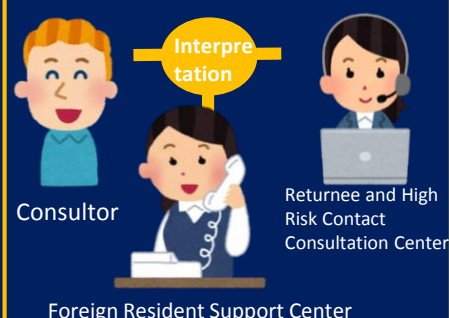 Interpre
tation
Consultor
Returnee and High
Risk Contact
Consultation Center
Foreign Resident Support Center